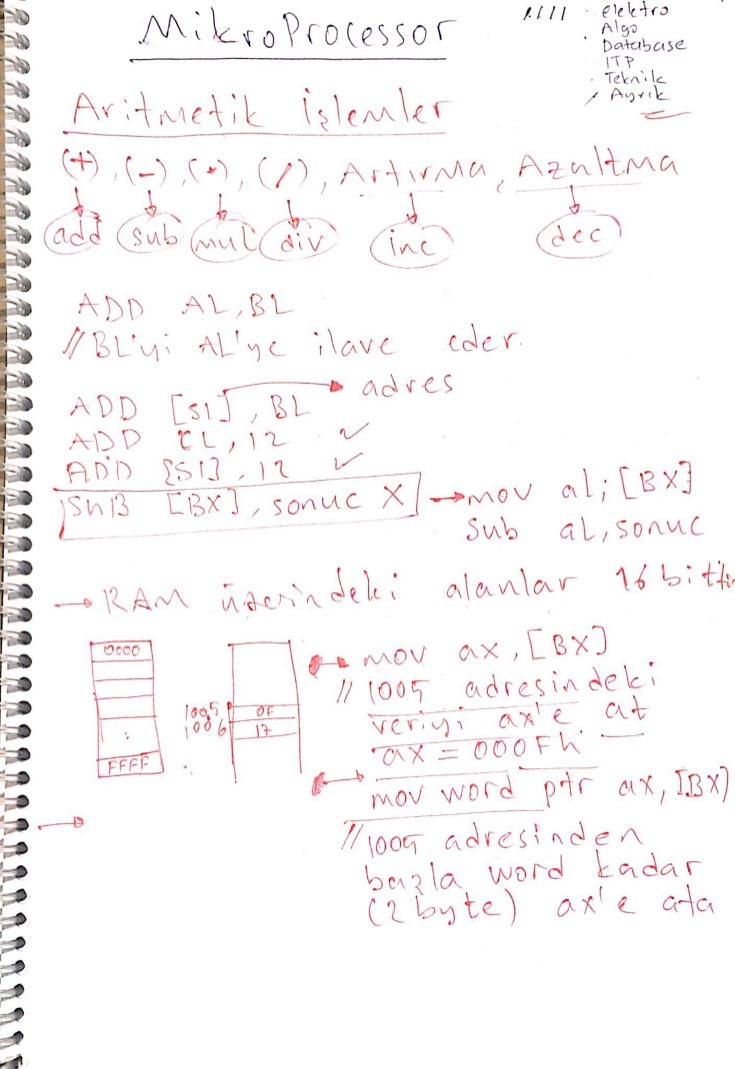 MikroProcessor
elektro
Algo
Database
ITP
Teknik
Ayrık
Aritmetik işlemler
(+), (-), (*), (/), Artırma, Azaltma
add sub mul div inc dec
ADD AL, BL
//BL'yi AL'ye ilave eder.
ADD [SI], BL → adres
ADD CL, 12 ✓
ADD [SI], 12 ✓
SUB [BX], sonuc X → mov al; [BX]
sub al, sonuc
→ RAM üzerindeki alanlar 16 bittir
0000
FFFF
1005 0F
1006 17
mov ax, [BX]
// 1005 adresindeki
veriyi ax'e at
ax = 000Fh
mov word ptr ax, [BX]
// 1005 adresinden
başla word kadar
(2 byte) ax'e ata